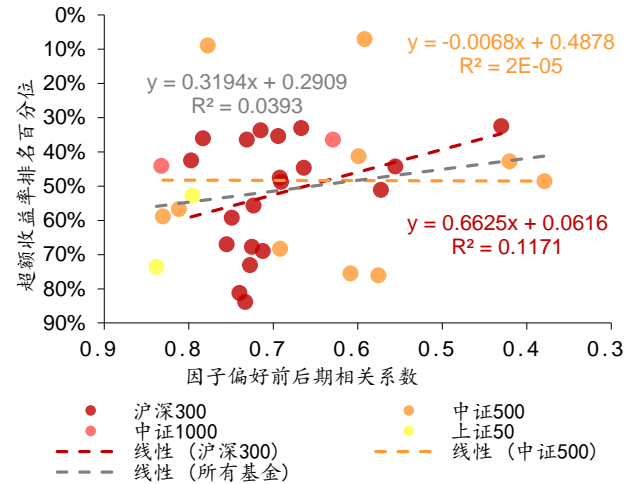 0%
10%
20%
30%
40%
50%
60%
70%
80%
90%
超额收益率排名百分位
y = -0.0068x + 0.4878
R² = 2E-05
y = 0.3194x + 0.2909
R² = 0.0393
y = 0.6625x + 0.0616
R² = 0.1171
0.9 0.8 0.7 0.6 0.5 0.4 0.3
因子偏好前后期相关系数
沪深300 中证500
中证1000 上证50
线性 (沪深300) 线性 (中证500)
线性 (所有基金)